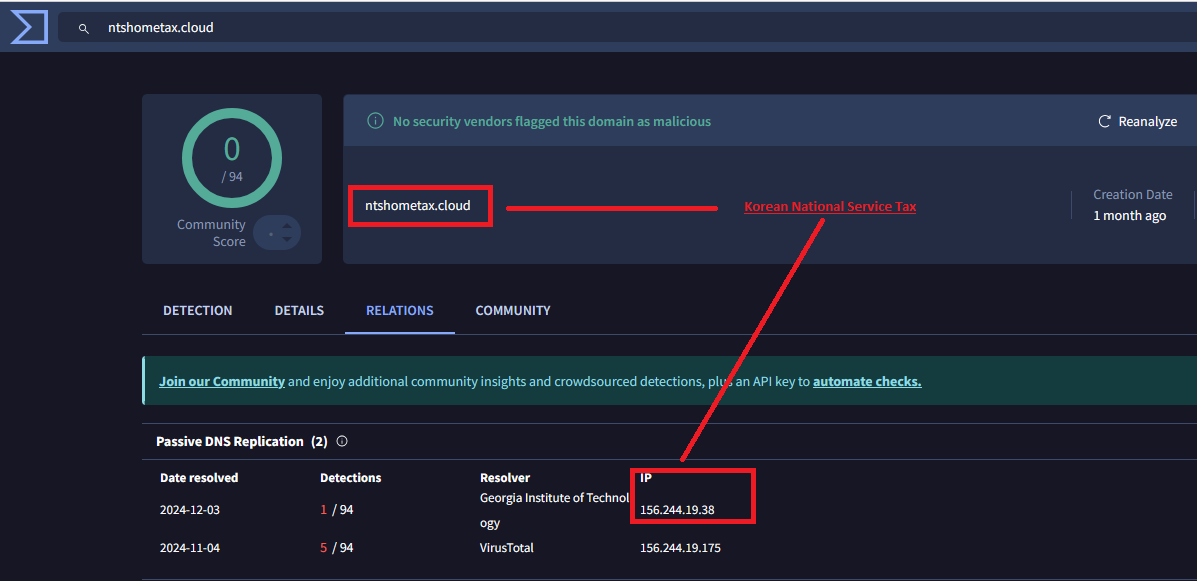 ntshometax.cloud
0
/ 94
Community
Score
No security vendors flagged this domain as malicious
Reanalyze
ntshometax.cloud
Korean National Service Tax
Creation Date
1 month ago
DETECTION DETAILS RELATIONS COMMUNITY
Join our Community and enjoy additional community insights and crowdsourced detections, plus an API key to automate checks.
Passive DNS Replication (2)
Date resolved Detections Resolver IP
2024-12-03 1 / 94 Georgia Institute of Technol 156.244.19.38
ogy
2024-11-04 5 / 94 VirusTotal 156.244.19.175